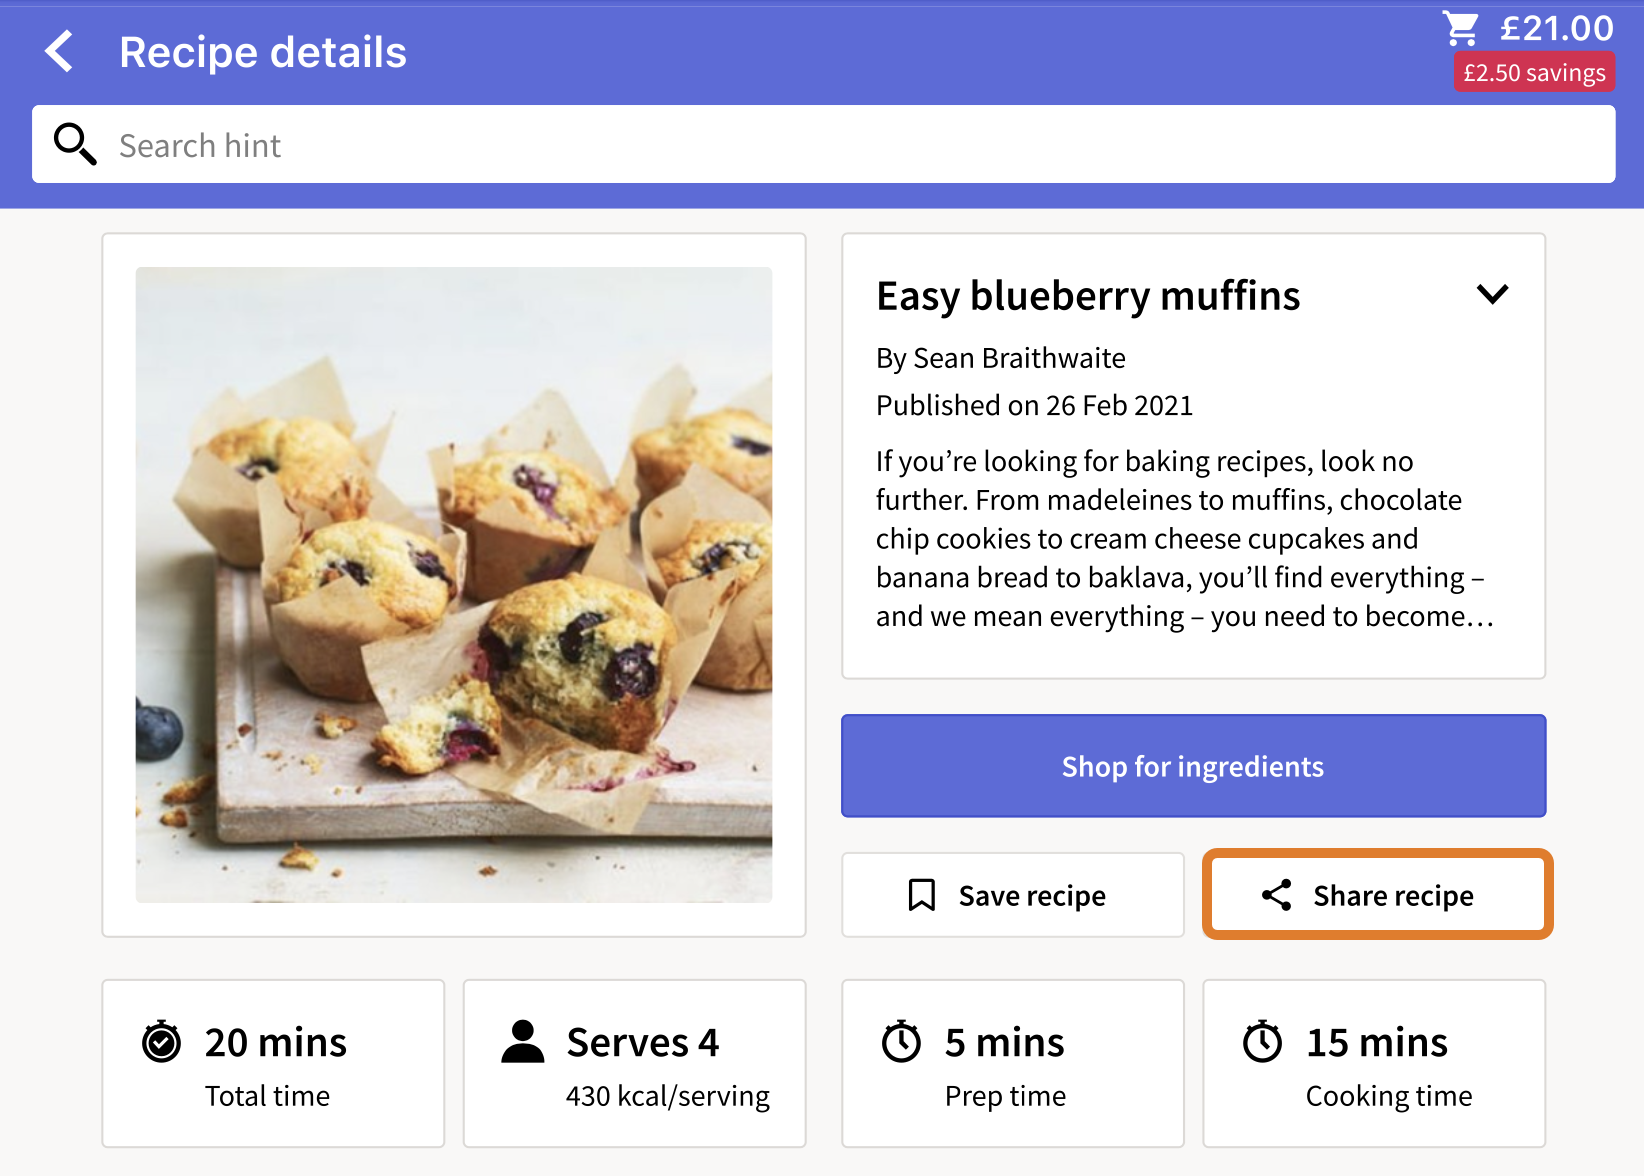 Recipe details
£21.00
£2.50 savings
Search hint
Easy blueberry muffins
By Sean Braithwaite
Published on 26 Feb 2021
If you’re looking for baking recipes, look no
further. From madeleines to muffins, chocolate
chip cookies to cream cheese cupcakes and
banana bread to baklava, you’ll find everything –
and we mean everything – you need to become…
Shop for ingredients
Save recipe
Share recipe
20 mins
Total time
Serves 4
430 kcal/serving
5 mins
Prep time
15 mins
Cooking time